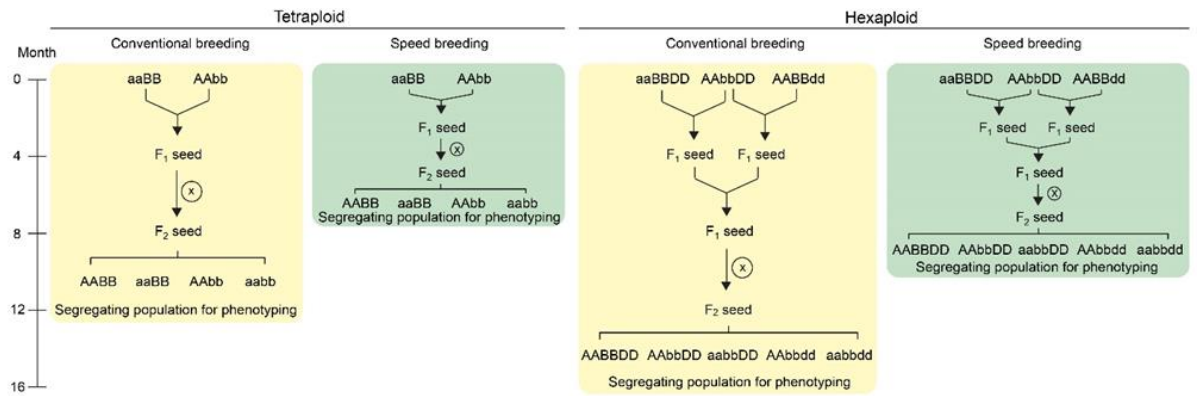 Tetraploid
Hexaploid
Month
Conventional breeding
Speed breeding
Conventional breeding
Speed breeding
0
4
8
12
16
aaBB AAbb
F1 seed
x
F2 seed
AABB aaBB AAbb aabb
Segregating population for phenotyping
aaBB AAbb
F1 seed
x
F2 seed
AABB aaBB AAbb aabb
Segregating population for phenotyping
aaBBDD AAbbDD AABBdd
F1 seed F1 seed
F1 seed
x
F2 seed
AABBDD AAbbDD aabbDD AAbbdd aabbdd
Segregating population for phenotyping
aaBBDD AAbbDD AABBdd
F1 seed F1 seed
F1 seed
x
F2 seed
AABBDD AAbbDD aabbDD AAbbdd aabbdd
Segregating population for phenotyping